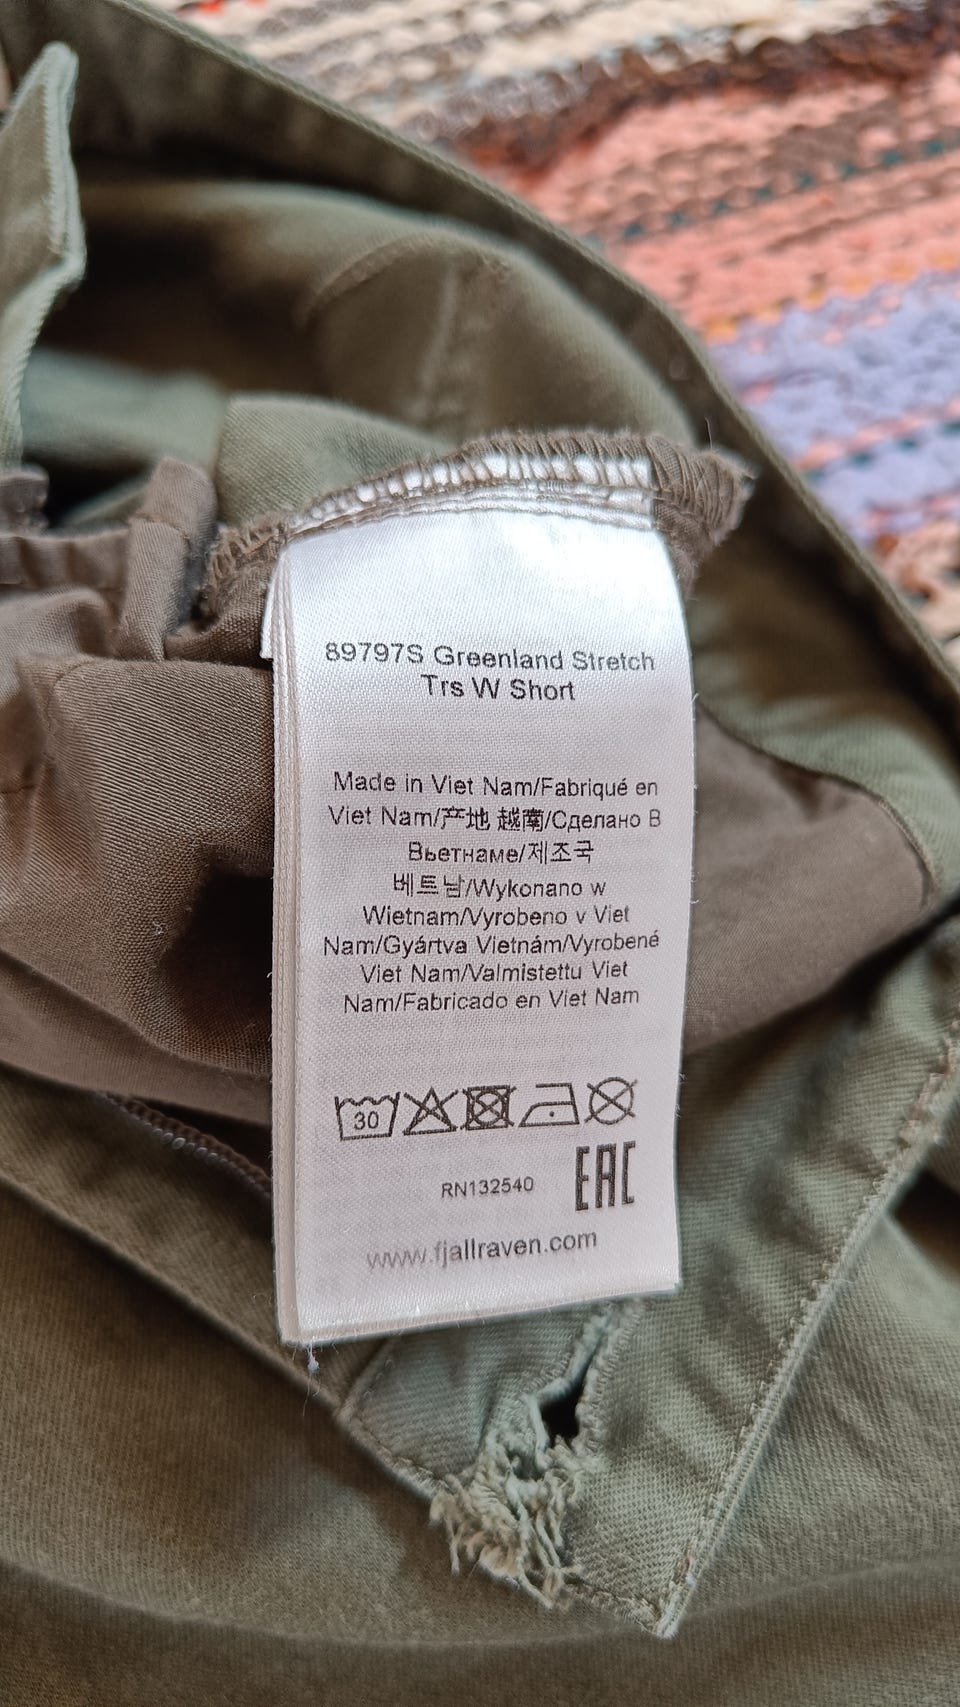 89797S Greenland Stretch
Trs W Short
Made in Viet Nam/Fabriqué en
Viet Nam/产地 越南/Сделано В
Вьетнаме/제조국
베트남/Wykonano w
Wietnam/Vyrobeno v Viet
Nam/Gyártva Vietnám/Vyrobené
Viet Nam/Valmistettu Viet
Nam/Fabricado en Viet Nam
30
RN132540 EAC
www.fjallraven.com